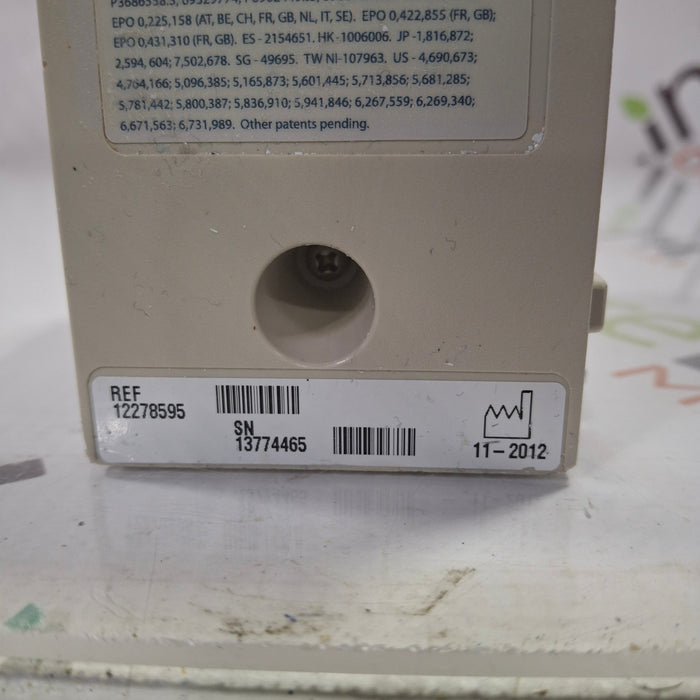 EPO 0,225,158 (AT, BE, CH, FR, GB, NL, IT, SE). EPO 0,422,855 (FR, GB);
EPO 0,431,310 (FR, GB). ES - 2154651. HK - 1006006. JP -1,816,872;
2,594, 604; 7,502,678. SG - 49695. TW NI- 107963. US - 4,690,673;
4,764,166; 5,096,385; 5,165,873; 5,601,445; 5,713,856; 5,681,285;
5,781,442; 5,800,387; 5,836,910; 5,941,846; 6,267,559; 6,269,340;
6,671,563; 6,731,989. Other patents pending.
REF
12278595
SN
13774465
11-2012